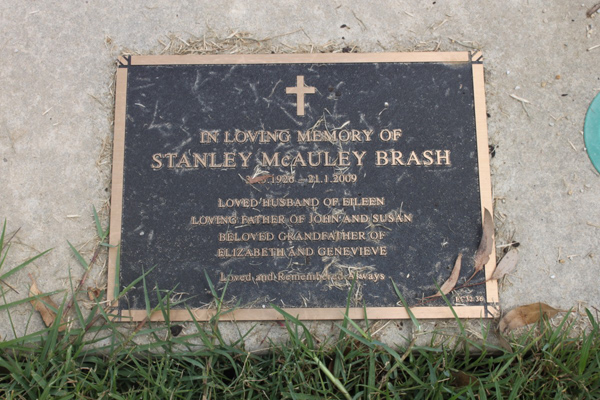 IN LOVING MEMORY OF
STANLEY McAULEY BRASH
1926 – 21.1.2009
LOVED HUSBAND OF EILEEN
LOVING FATHER OF JOHN AND SUSAN
BELOVED GRANDFATHER OF
ELIZABETH AND GENEVIEVE
Loved and Remembered Always